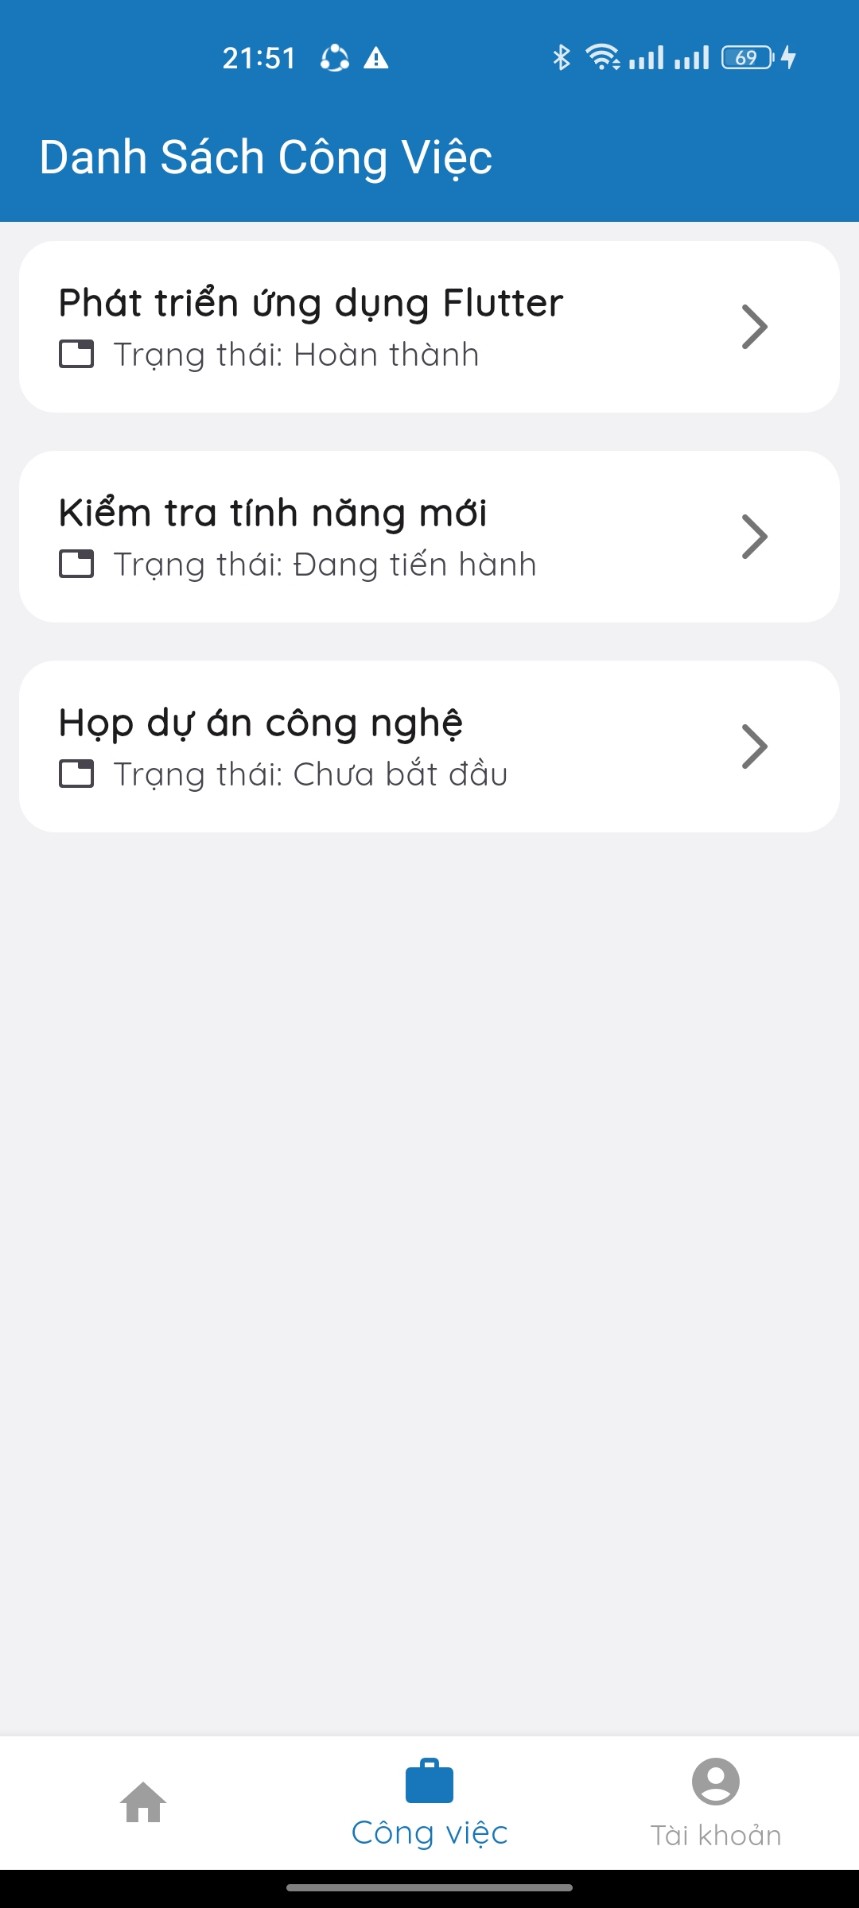 21:51
69
Danh Sách Công Việc
Phát triển ứng dụng Flutter
Trạng thái: Hoàn thành
Kiểm tra tính năng mới
Trạng thái: Đang tiến hành
Họp dự án công nghệ
Trạng thái: Chưa bắt đầu
Công việc
Tài khoản